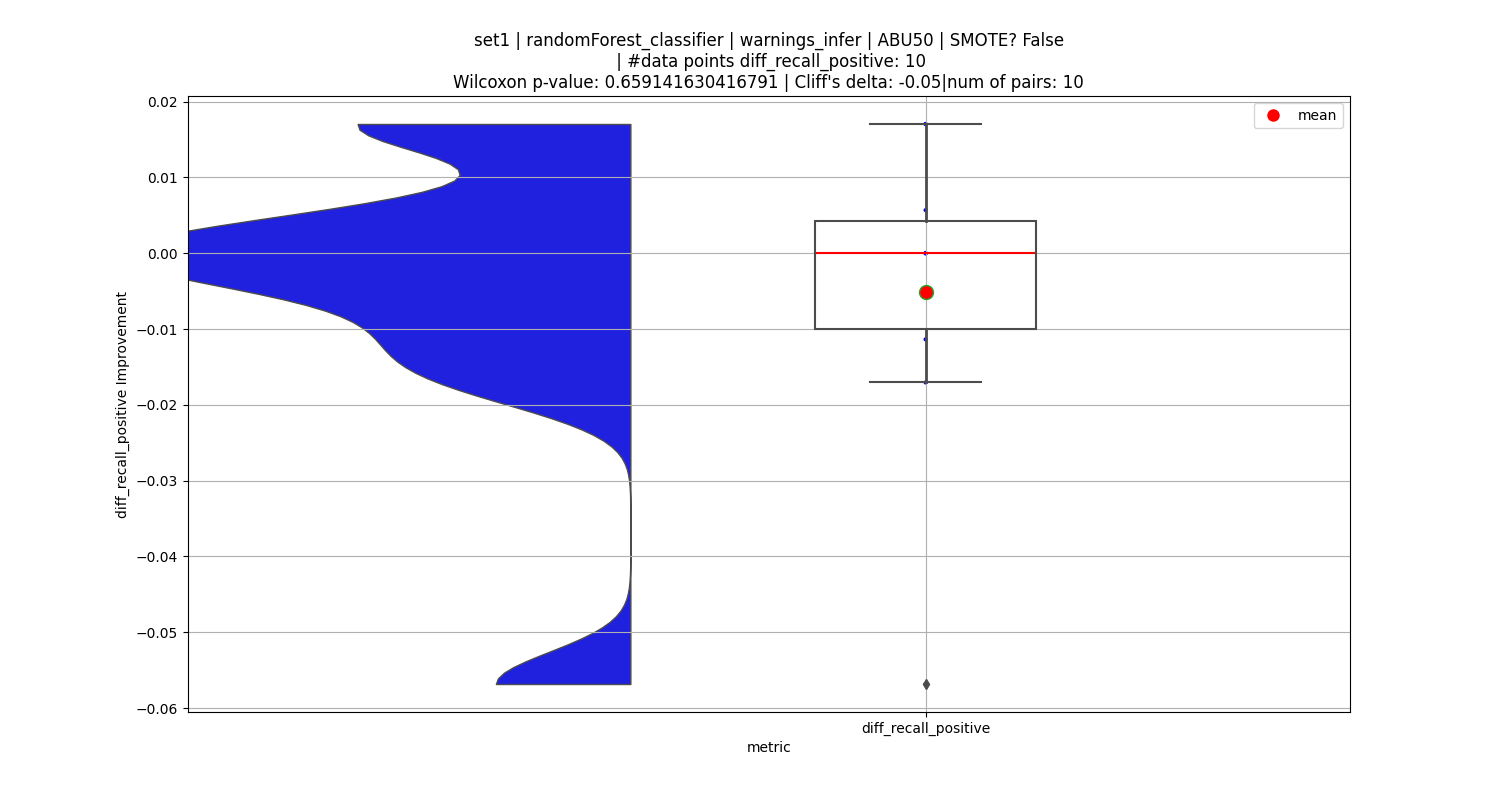 set1 | randomForest_classifier | warnings_infer | ABU50 | SMOTE? False
| #data points diff_recall_positive: 10
Wilcoxon p-value: 0.659141630416791 | Cliff's delta: -0.05|num of pairs: 10
mean
0.02
0.01
0.00
−0.01
−0.02
−0.03
−0.04
−0.05
−0.06
diff_recall_positive Improvement
diff_recall_positive
metric